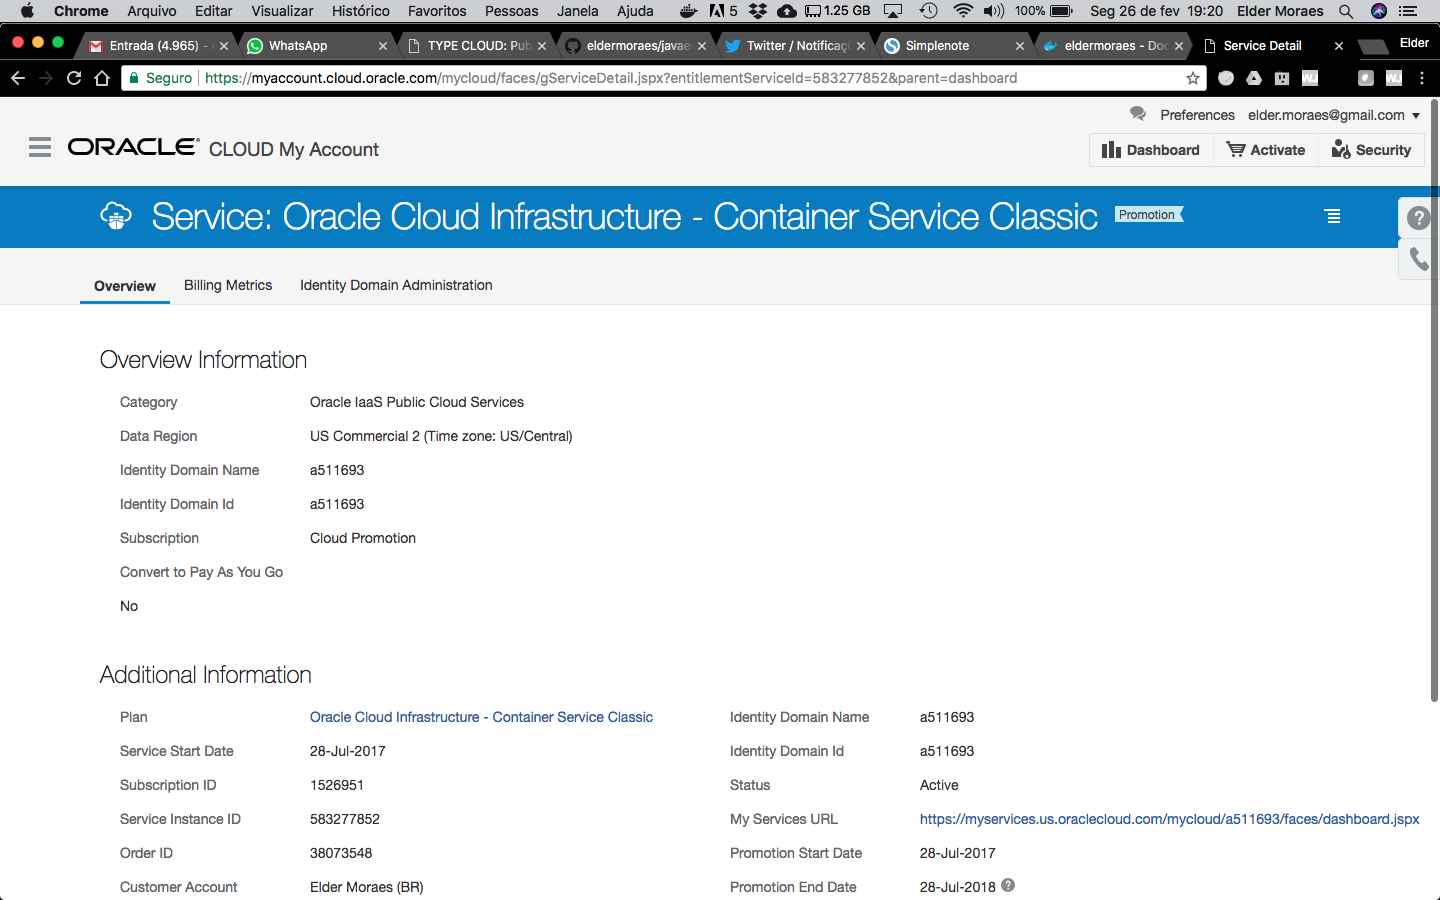 Chrome Arquivo Editar Visualizar Histórico Favoritos Pessoas Janela Ajuda 5 1.25 GB 100% Seg 26 de fev 19:20 Elder Moraes
Entrada (4.965) – WhatsApp TYPE CLOUD: Pub eldermoraes/javae Twitter / Notificaç Simplenote eldermoraes - Doc Service Detail Elder
Seguro https://myaccount.cloud.oracle.com/mycloud/faces/gServiceDetail.jspx?entitlementServiceId=583277852&parent=dashboard
Preferences elder.moraes@gmail.com
ORACLE® CLOUD My Account Dashboard Activate Security
Service: Oracle Cloud Infrastructure - Container Service Classic Promotion
Overview Billing Metrics Identity Domain Administration
Overview Information
Category Oracle IaaS Public Cloud Services
Data Region US Commercial 2 (Time zone: US/Central)
Identity Domain Name a511693
Identity Domain Id a511693
Subscription Cloud Promotion
Convert to Pay As You Go
No
Additional Information
Plan Oracle Cloud Infrastructure - Container Service Classic Identity Domain Name a511693
Service Start Date 28-Jul-2017 Identity Domain Id a511693
Subscription ID 1526951 Status Active
Service Instance ID 583277852 My Services URL https://myservices.us.oraclecloud.com/mycloud/a511693/faces/dashboard.jspx
Order ID 38073548 Promotion Start Date 28-Jul-2017
Customer Account Elder Moraes (BR) Promotion End Date 28-Jul-2018